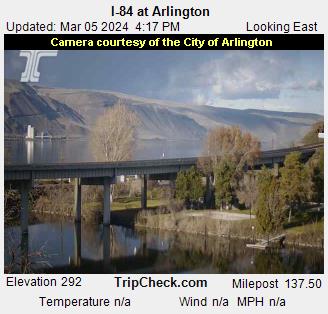 I-84 at Arlington
Updated: Mar 05 2024 4:17 PM Looking East
Camera courtesy of the City of Arlington
Elevation 292 TripCheck.com Milepost 137.50
Temperature n/a Wind n/a MPH n/a